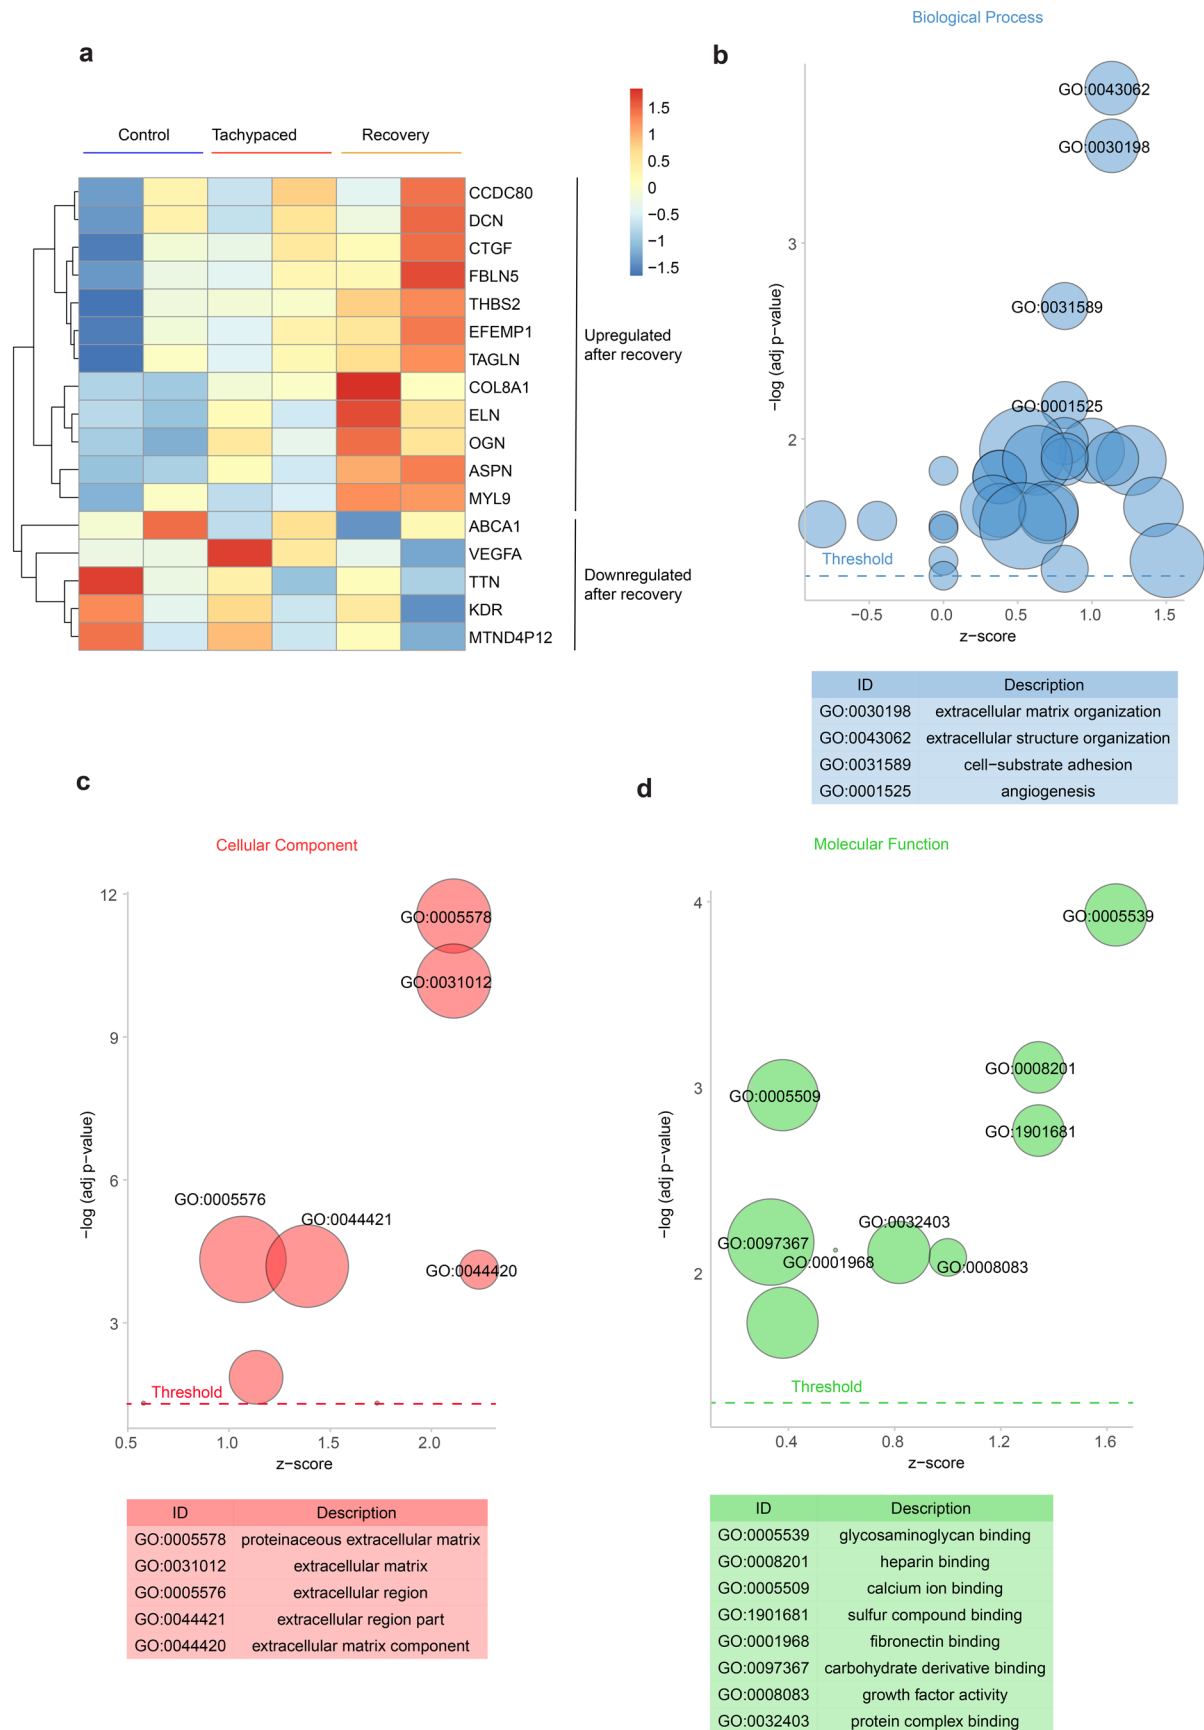 a
Control Tachypaced Recovery
1.5
1
0.5
0
−0.5
−1
−1.5
CCDC80
DCN
CTGF
FBLN5
THBS2
EFEMP1
TAGLN
COL8A1
ELN
OGN
ASPN
MYL9
ABCA1
VEGFA
TTN
KDR
MTND4P12
Upregulated
after recovery
Downregulated
after recovery
b
Biological Process
GO:0043062
GO:0030198
GO:0031589
GO:0001525
3
2
−log (adj p−value)
Threshold
−0.5 0.0 0.5 1.0 1.5
z−score
ID Description
GO:0030198 extracellular matrix organization
GO:0043062 extracellular structure organization
GO:0031589 cell−substrate adhesion
GO:0001525 angiogenesis
c
Cellular Component
12
9
6
3
−log (adj p−value)
GO:0005578
GO:0031012
GO:0005576
GO:0044421
GO:0044420
Threshold
0.5 1.0 1.5 2.0
z−score
ID Description
GO:0005578 proteinaceous extracellular matrix
GO:0031012 extracellular matrix
GO:0005576 extracellular region
GO:0044421 extracellular region part
GO:0044420 extracellular matrix component
d
Molecular Function
4
3
2
−log (adj p−value)
GO:0005539
GO:0008201
GO:0005509
GO:1901681
GO:0032403
GO:0097367
GO:0001968
GO:0008083
Threshold
0.4 0.8 1.2 1.6
z−score
ID Description
GO:0005539 glycosaminoglycan binding
GO:0008201 heparin binding
GO:0005509 calcium ion binding
GO:1901681 sulfur compound binding
GO:0001968 fibronectin binding
GO:0097367 carbohydrate derivative binding
GO:0008083 growth factor activity
GO:0032403 protein complex binding